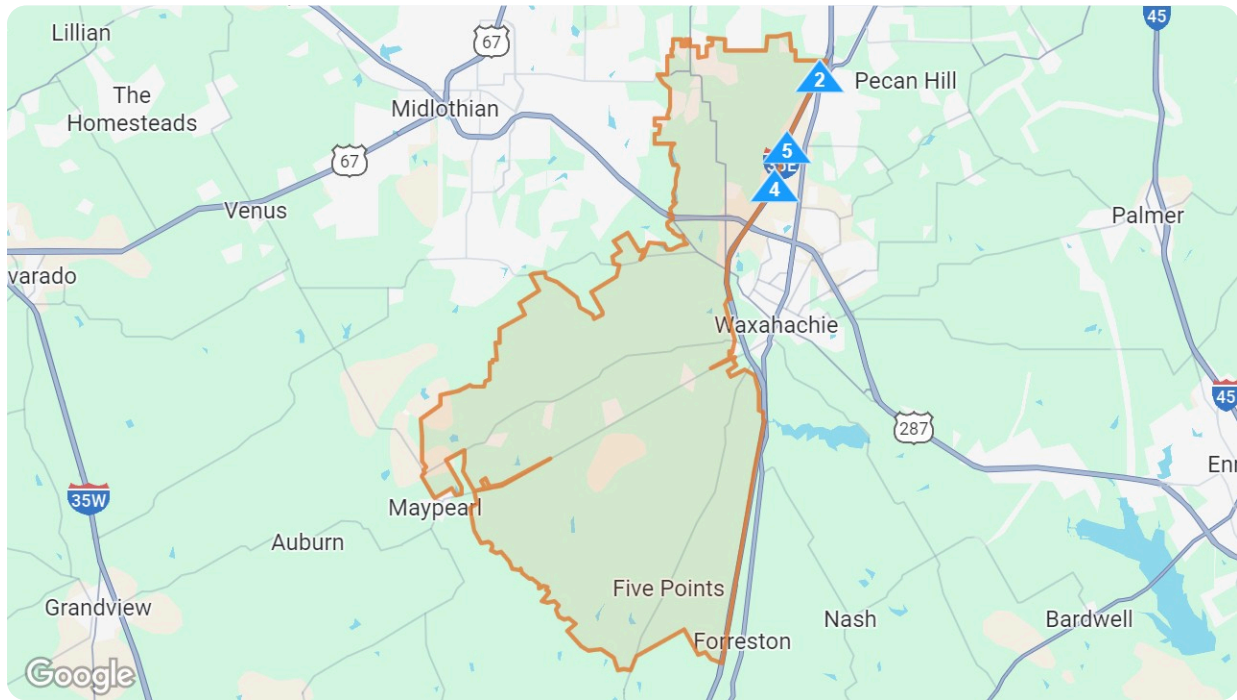 Lillian
67
45
The
Homesteads
Midlothian
2
Pecan Hill
67
5
35E
4
Venus
Palmer
varado
Waxahachie
45
287
Enn
35W
Maypearl
Auburn
Five Points
Grandview
Nash
Bardwell
Forreston
Google